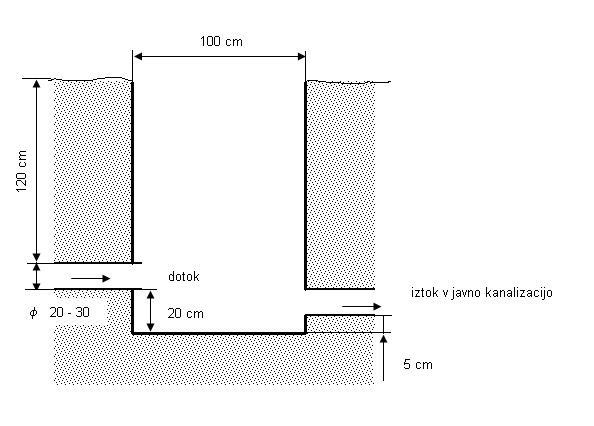 100 cm
120 cm
dotok
iztok v javno kanalizacijo
ϕ 20 - 30
20 cm
5 cm